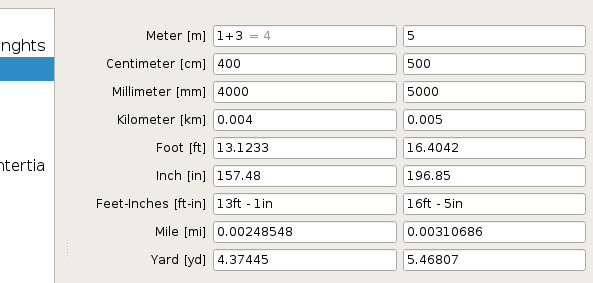 Meter [m] 1+3 = 4 5
nghts
Centimeter [cm] 400 500
Millimeter [mm] 4000 5000
Kilometer [km] 0.004 0.005
Foot [ft] 13.1233 16.4042
ntertia
Inch [in] 157.48 196.85
Feet-Inches [ft-in] 13ft - 1in 16ft - 5in
Mile [mi] 0.00248548 0.00310686
Yard [yd] 4.37445 5.46807